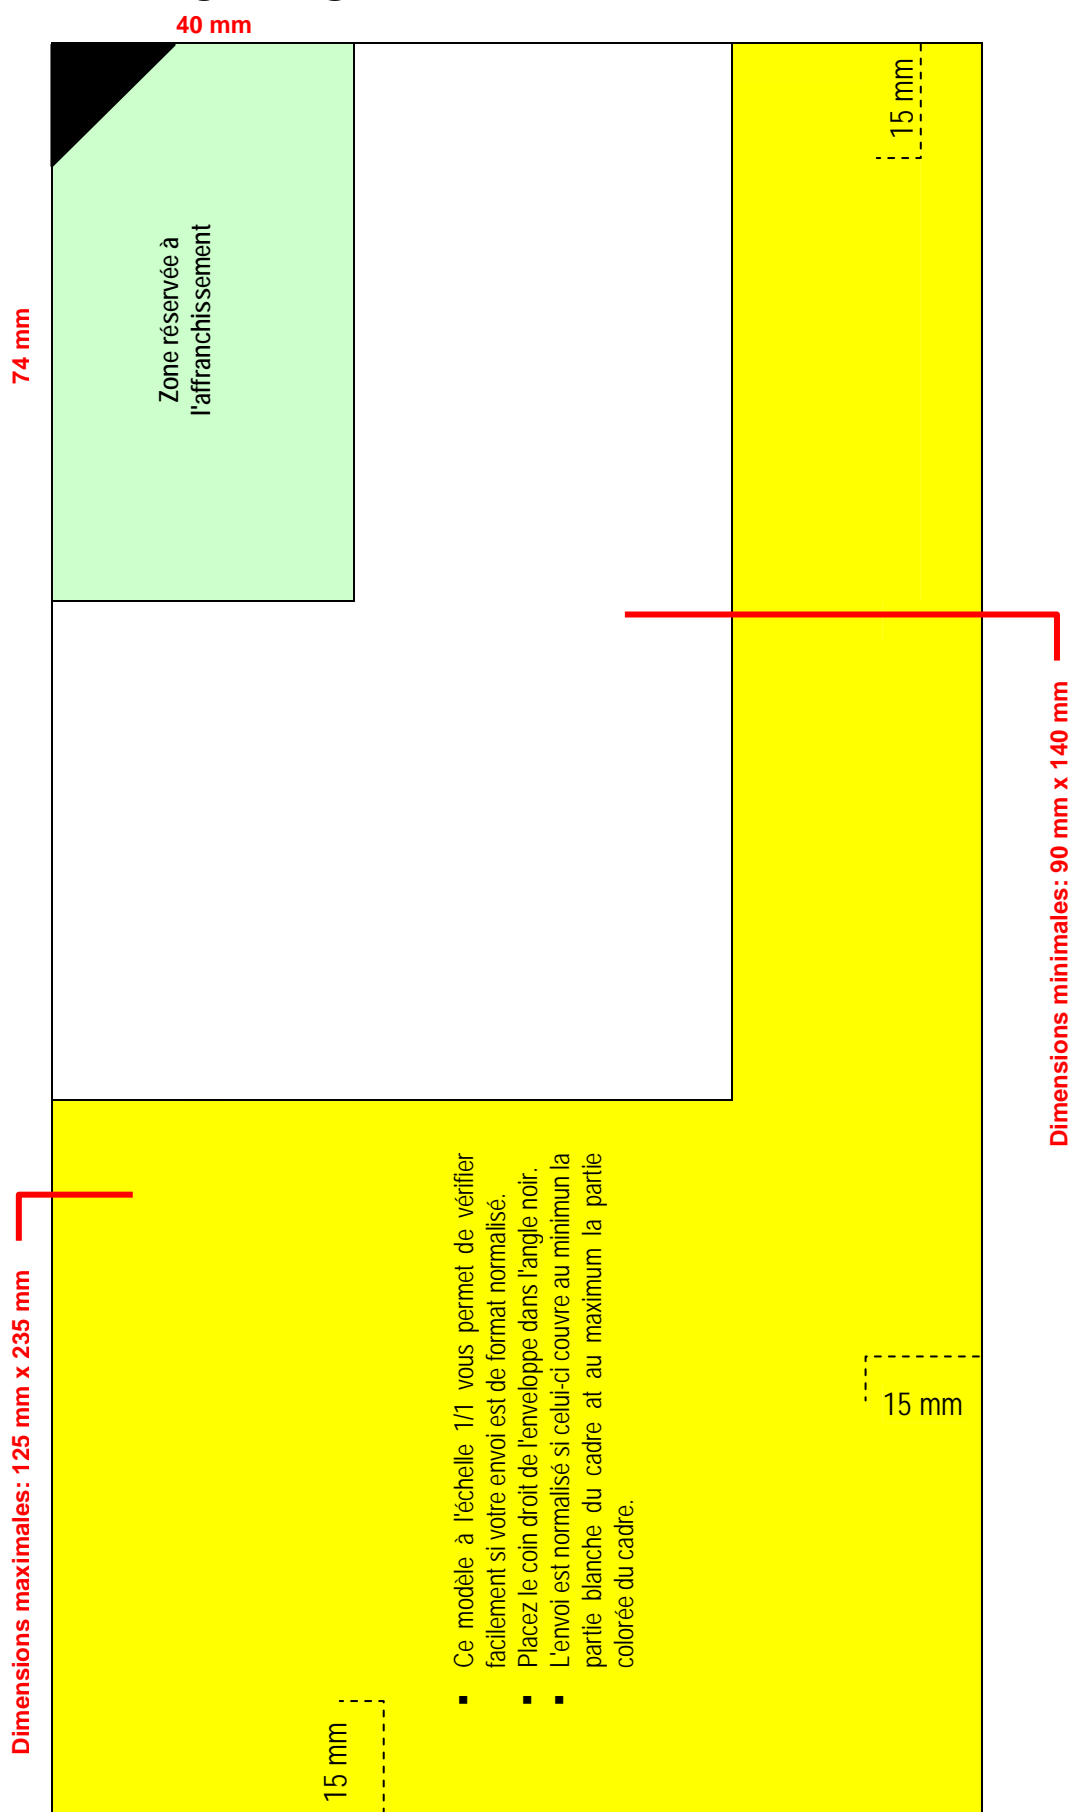 40 mm
74 mm
15 mm
Zone réservée à
l'affranchissement
Dimensions minimales: 90 mm x 140 mm
Dimensions maximales: 125 mm x 235 mm
▪ Ce modèle à l'échelle 1/1 vous permet de vérifier
facilement si votre envoi est de format normalisé.
▪ Placez le coin droit de l'enveloppe dans l'angle noir.
▪ L'envoi est normalisé si celui-ci couvre au minimun la
partie blanche du cadre at au maximum la partie
colorée du cadre.
15 mm
15 mm